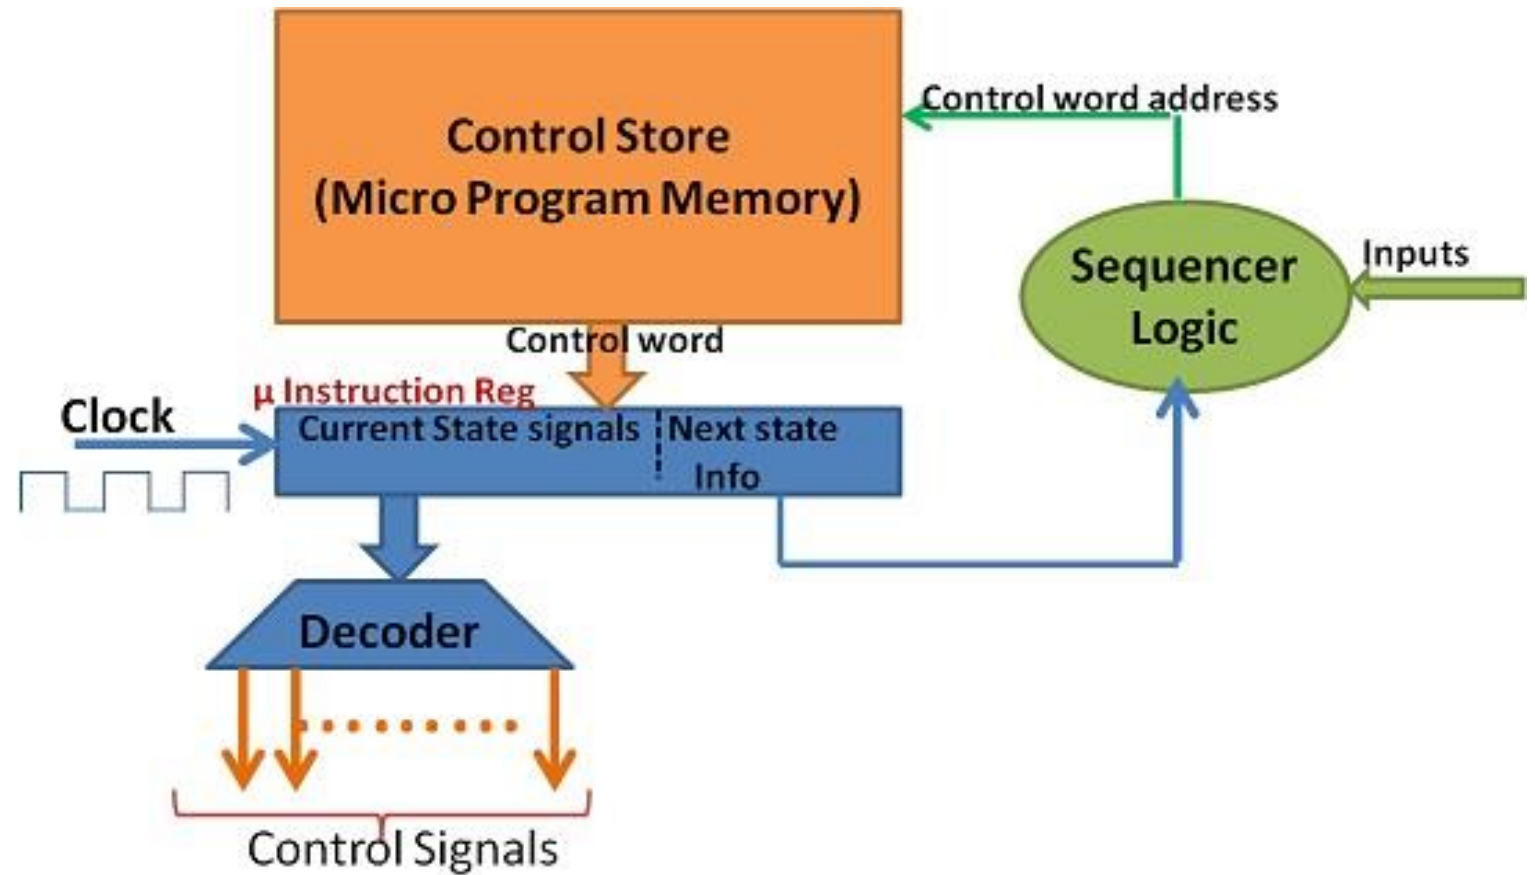 Control Store
(Micro Program Memory)
Control word address
Sequencer
Logic
Inputs
Control word
µ Instruction Reg
Clock
Current State signals
Next state
Info
Decoder
Control Signals